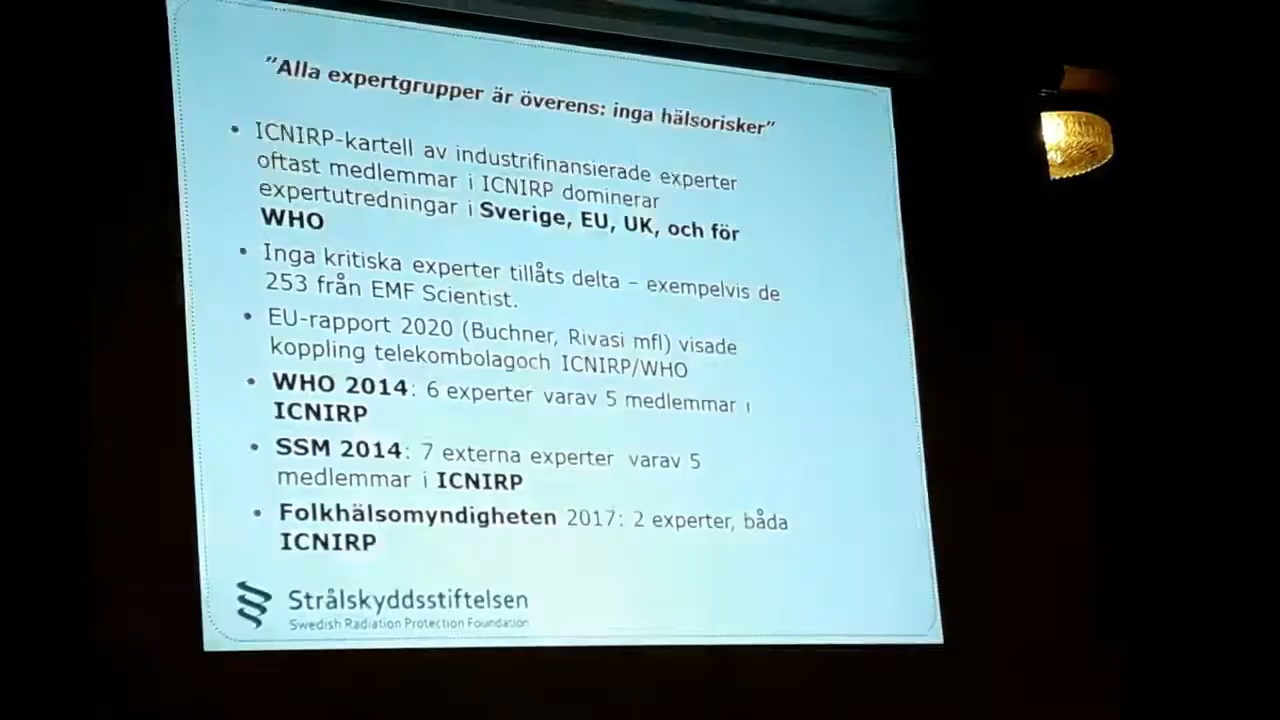 "Alla expertgrupper är överens: inga hälsorisker"
• ICNIRP-kartell av industrifinansierade experter
oftast medlemmar i ICNIRP dominerar
expertutredningar i Sverige, EU, UK, och för
WHO
• Inga kritiska experter tillåts delta – exempelvis de
253 från EMF Scientist.
• EU-rapport 2020 (Buchner, Rivasi mfl) visade
koppling telekombolagoch ICNIRP/WHO
• WHO 2014: 6 experter varav 5 medlemmar i
ICNIRP
• SSM 2014: 7 externa experter varav 5
medlemmar i ICNIRP
• Folkhälsomyndigheten 2017: 2 experter, båda
ICNIRP
Strålskyddsstiftelsen
Swedish Radiation Protection Foundation